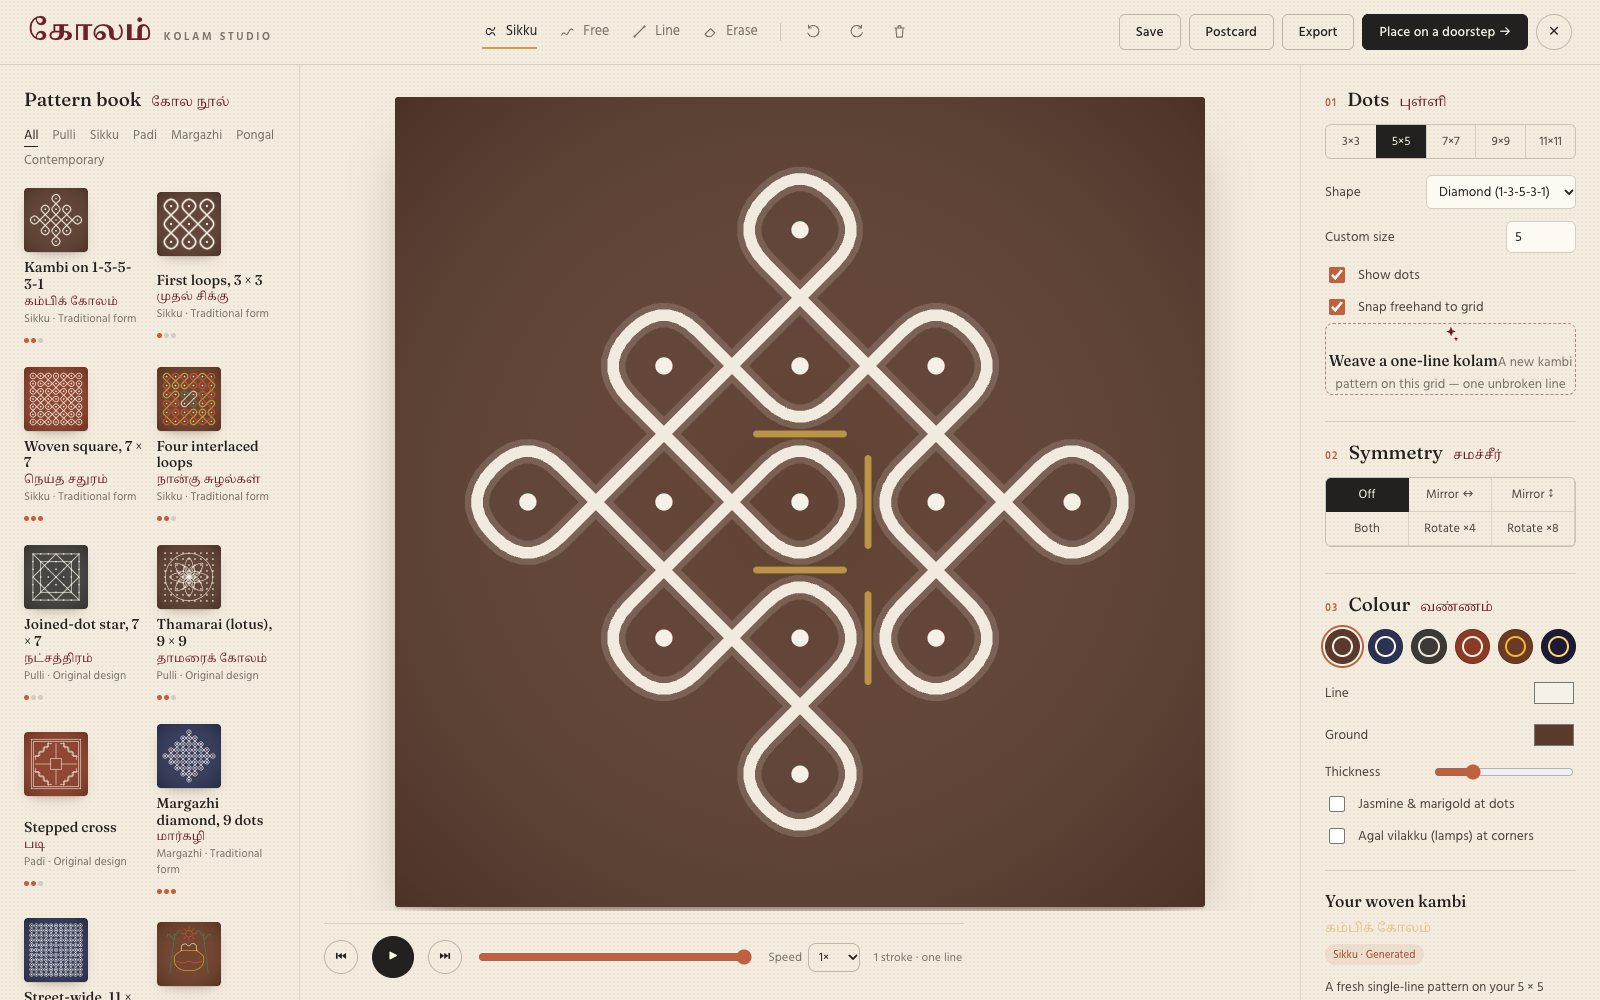 கோலம் KOLAM STUDIO
Sikku Free Line Erase
Save Postcard Export Place on a doorstep →
Pattern book கோல நூல்
All Pulli Sikku Padi Margazhi Pongal
Contemporary
Kambi on 1-3-5-
3-1
கம்பிக் கோலம்
Sikku · Traditional form
First loops, 3 × 3
முதல் சிக்கு
Sikku · Traditional form
Woven square, 7 ×
7
நெய்த சதுரம்
Sikku · Traditional form
Four interlaced
loops
நான்கு சுழல்கள்
Sikku · Traditional form
Joined-dot star, 7
× 7
நட்சத்திரம்
Pulli · Original design
Thamarai (lotus),
9 × 9
தாமரைக் கோலம்
Pulli · Original design
Stepped cross
படி
Padi · Original design
Margazhi
diamond, 9 dots
மார்கழி
Margazhi · Traditional
form
Street-wide, 11 ×
Speed 1× 1 stroke · one line
01 Dots புள்ளி
3×3 5×5 7×7 9×9 11×11
Shape Diamond (1-3-5-3-1)
Custom size 5
Show dots
Snap freehand to grid
Weave a one-line kolam A new kambi
pattern on this grid — one unbroken line
02 Symmetry சமச்சீர்
Off Mirror ↔ Mirror ↕
Both Rotate ×4 Rotate ×8
03 Colour வண்ணம்
Line
Ground
Thickness
Jasmine & marigold at dots
Agal vilakku (lamps) at corners
Your woven kambi
கம்பிக் கோலம்
Sikku · Generated
A fresh single-line pattern on your 5 × 5